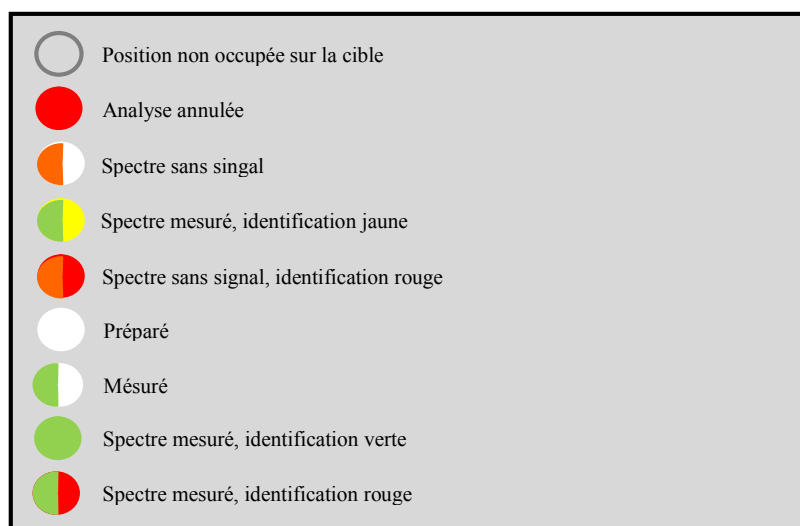 Position non occupée sur la cible
Analyse annulée
Spectre sans singal
Spectre mesuré, identification jaune
Spectre sans signal, identification rouge
Préparé
Mésuré
Spectre mesuré, identification verte
Spectre mesuré, identification rouge